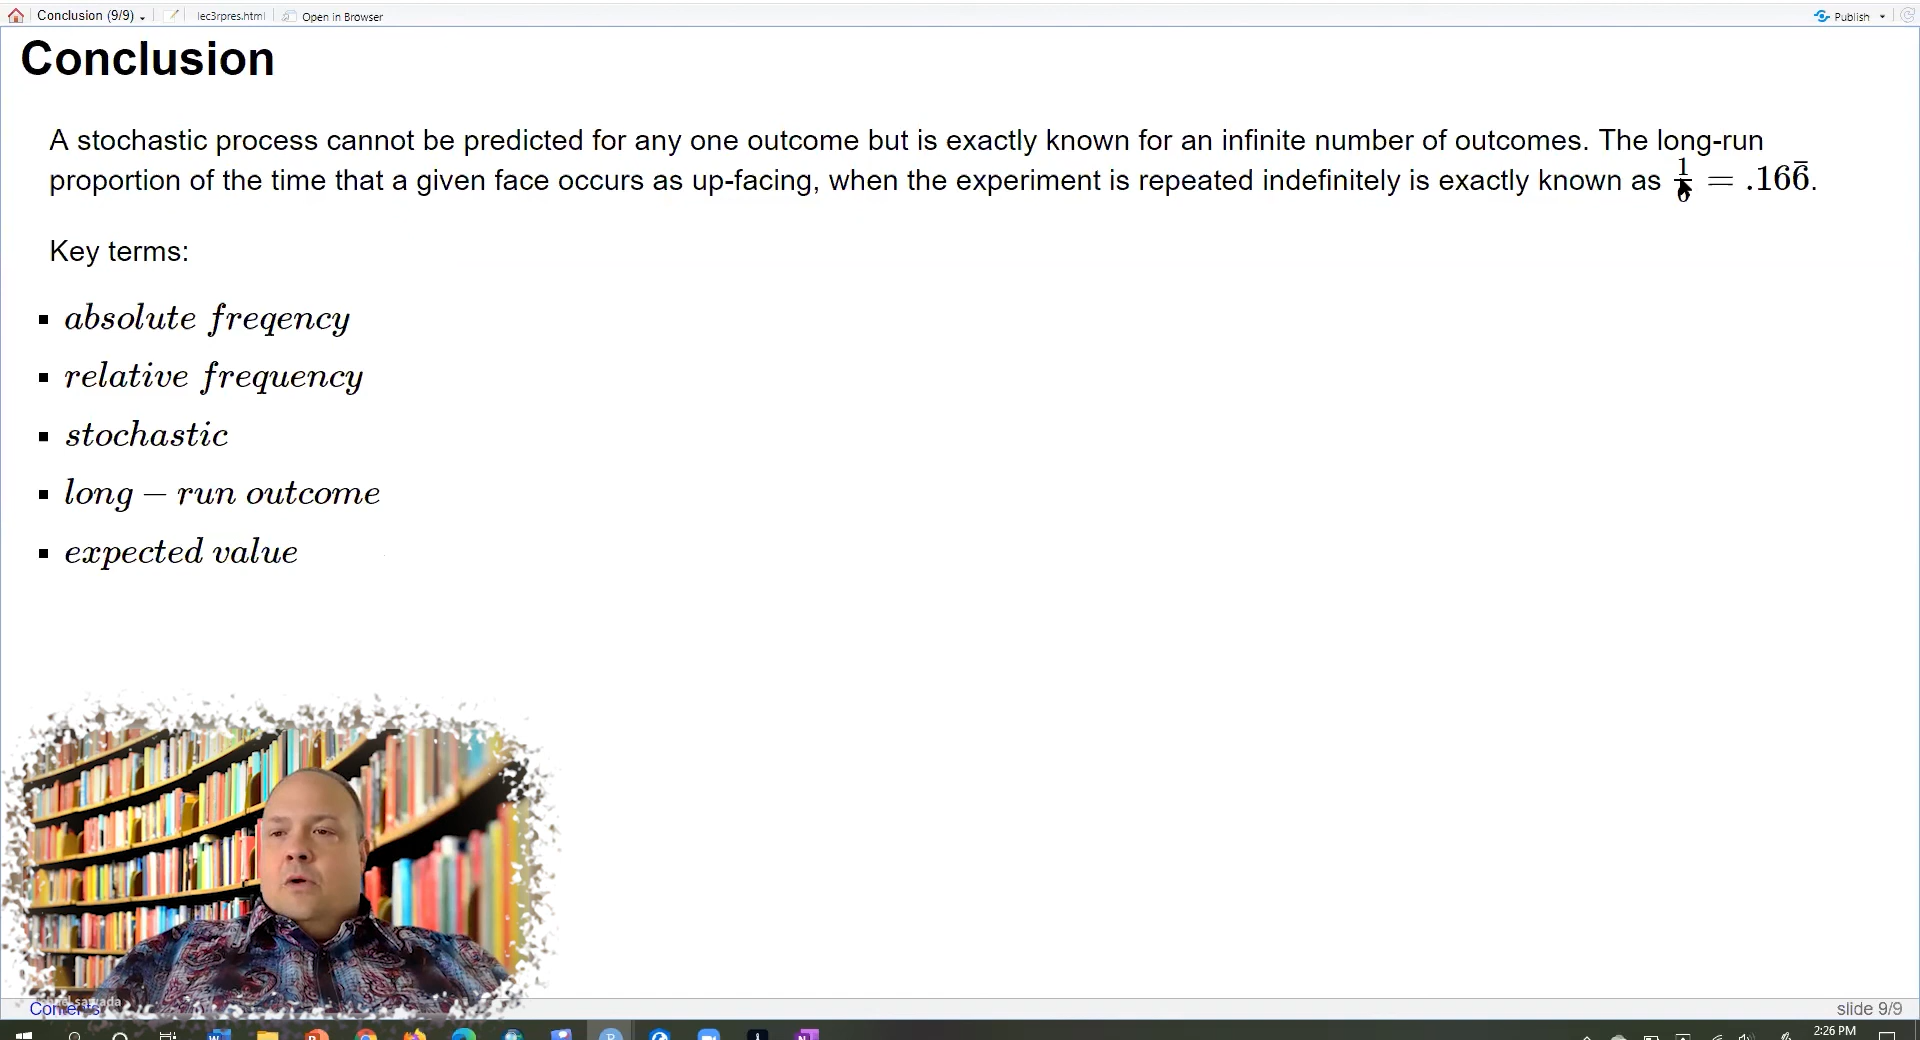 Conclusion (9/9)
lec3rpres.html
Open in Browser
Publish
Conclusion
A stochastic process cannot be predicted for any one outcome but is exactly known for an infinite number of outcomes. The long-run
proportion of the time that a given face occurs as up-facing, when the experiment is repeated indefinitely is exactly known as 1/6 = .166̄.
Key terms:
absolute freqency
relative frequency
stochastic
long − run outcome
expected value
Contents
slide 9/9
2:26 PM